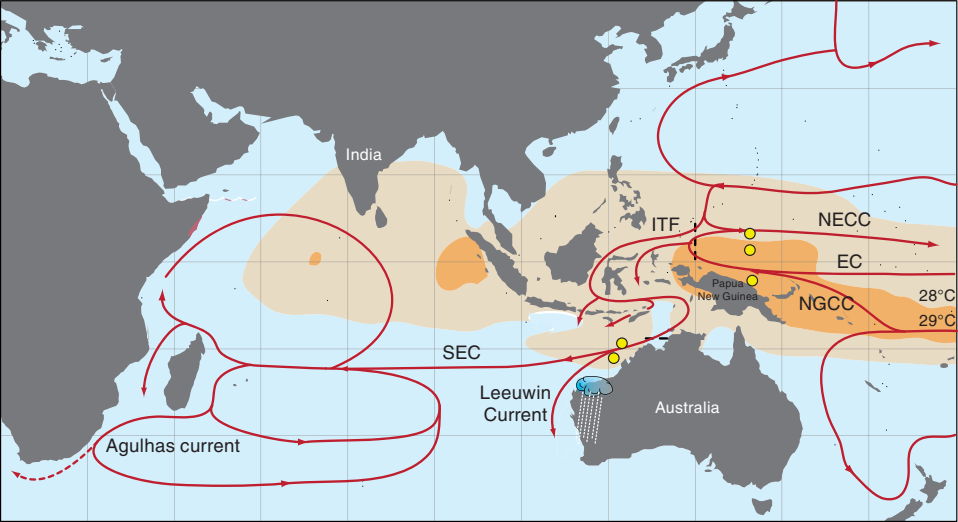 India
ITF
NECC
EC
Papua
New Guinea
NGCC
28°C
29°C
SEC
Leeuwin
Current
Australia
Agulhas current